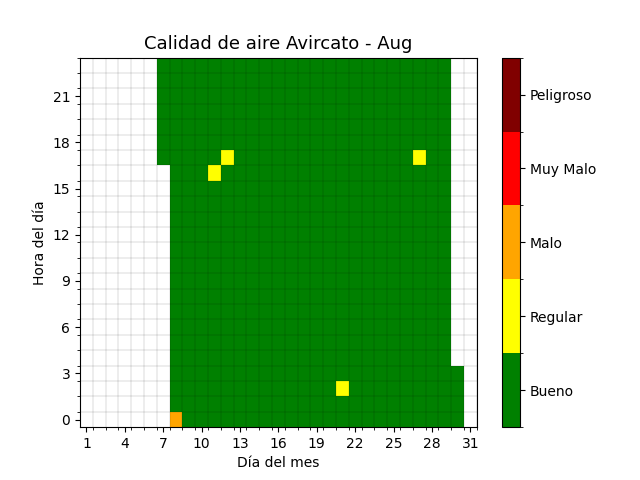 Calidad de aire Avircato - Aug
Hora del día
21
18
15
12
9
6
3
0
1 4 7 10 13 16 19 22 25 28 31
Día del mes
Peligroso
Muy Malo
Malo
Regular
Bueno